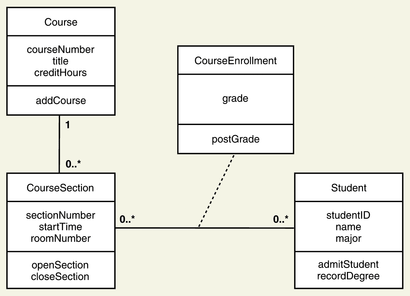 Course
courseNumber
title
creditHours
addCourse
1
0..*
CourseEnrollment
grade
postGrade
CourseSection
sectionNumber
startTime
roomNumber
openSection
closeSection
0..*
0..*
Student
studentID
name
major
admitStudent
recordDegree